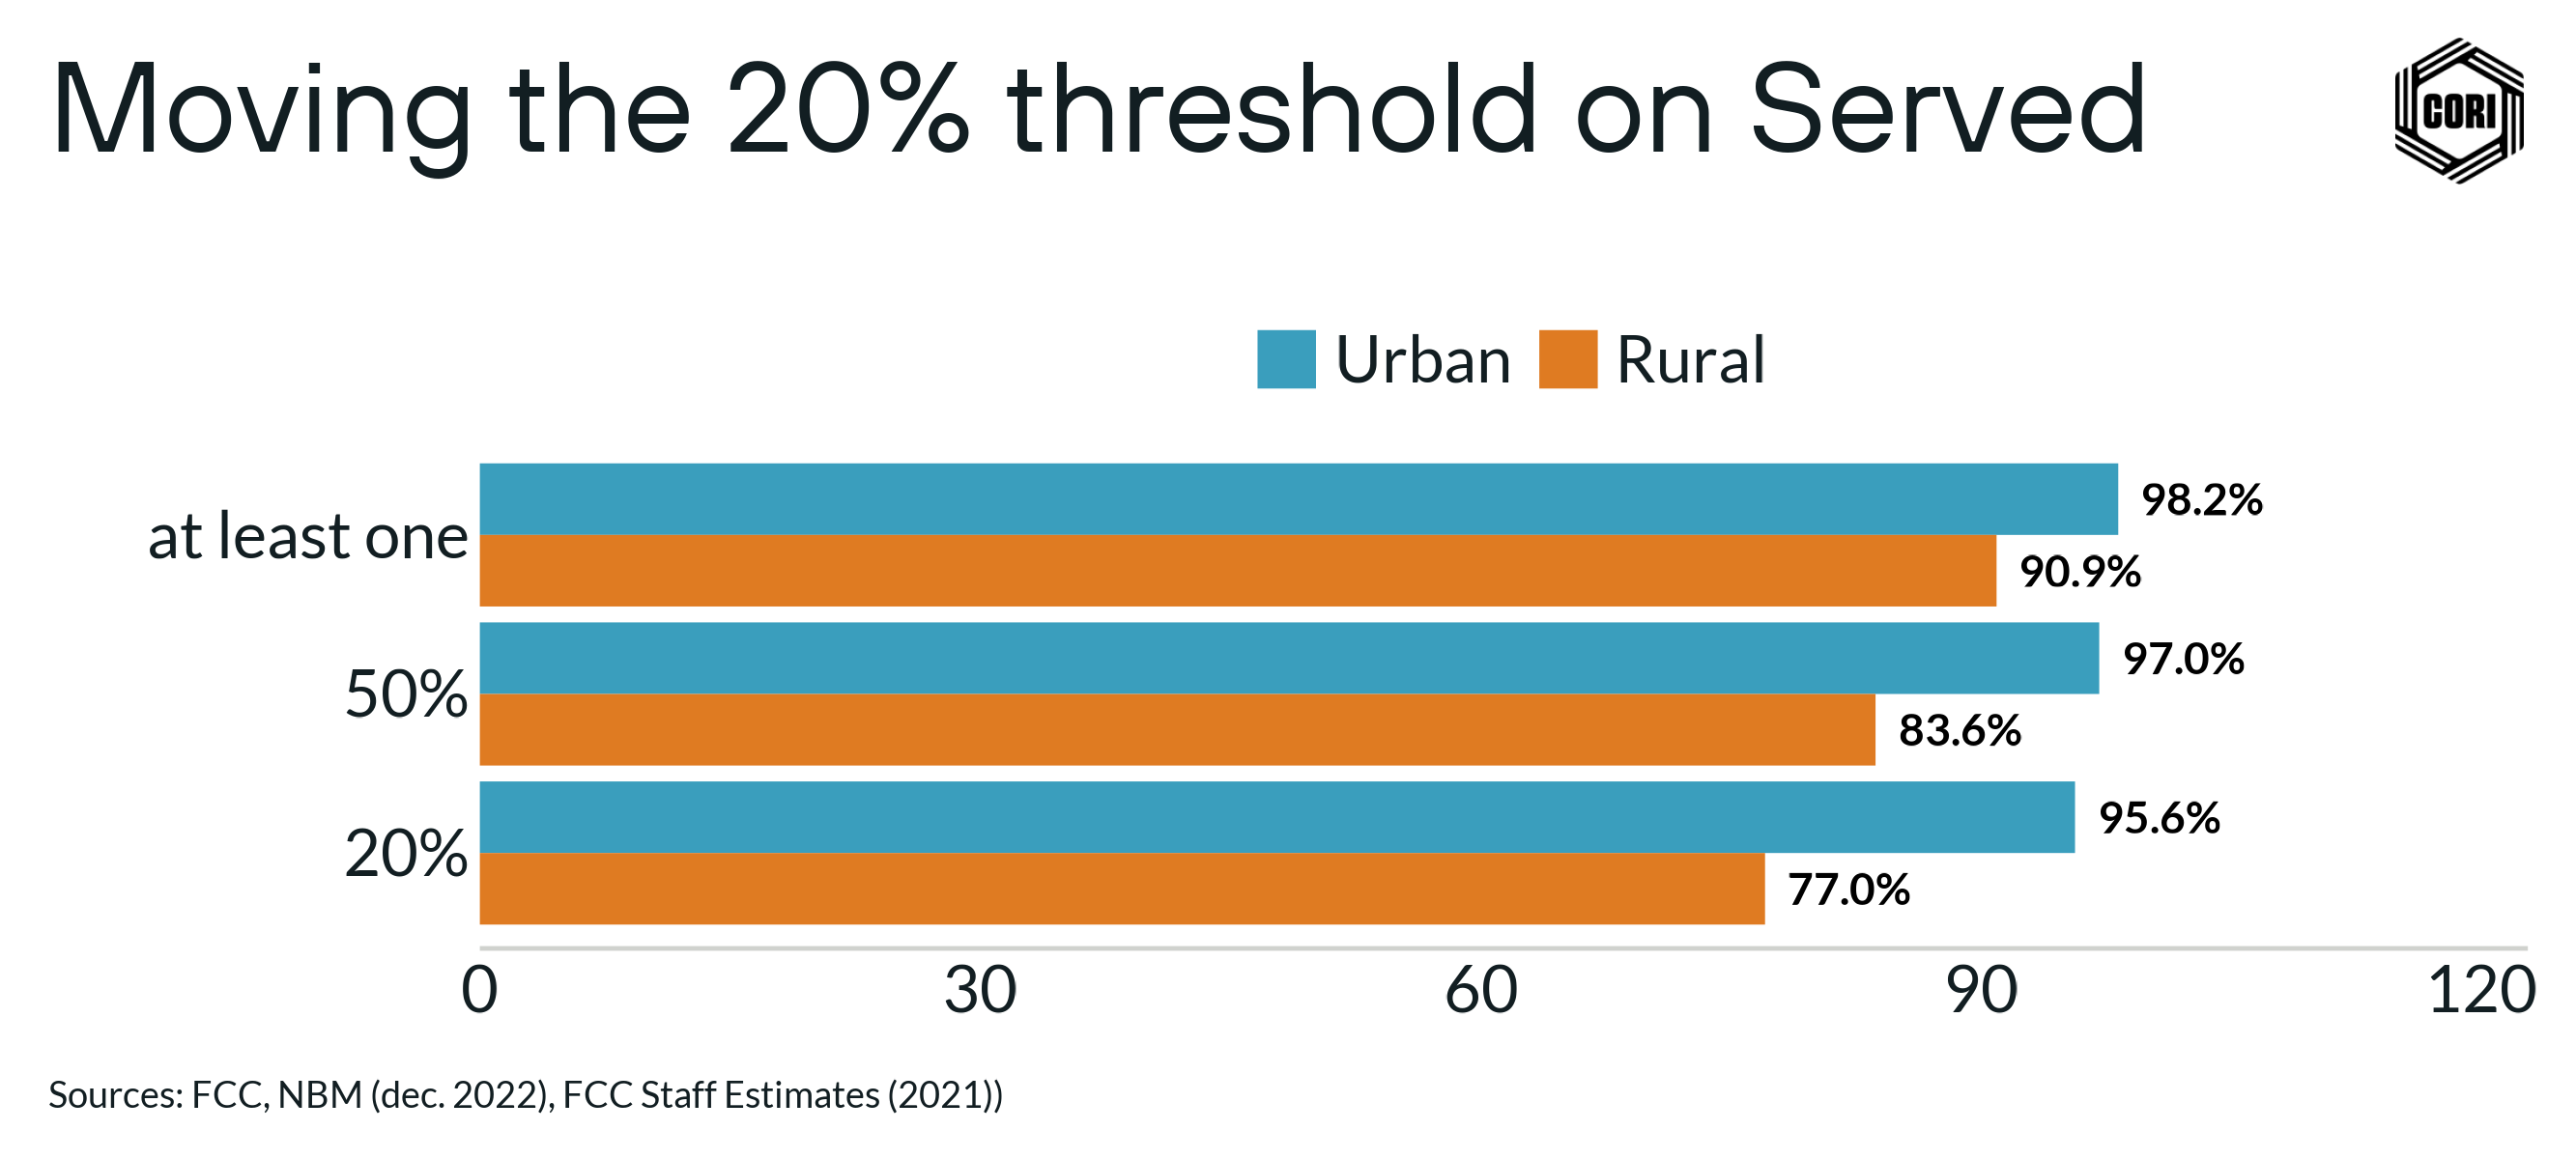 Moving the 20% threshold on Served
CORI
Urban Rural
at least one
98.2%
90.9%
50%
97.0%
83.6%
20%
95.6%
77.0%
0 30 60 90 120
Sources: FCC, NBM (dec. 2022), FCC Staff Estimates (2021))